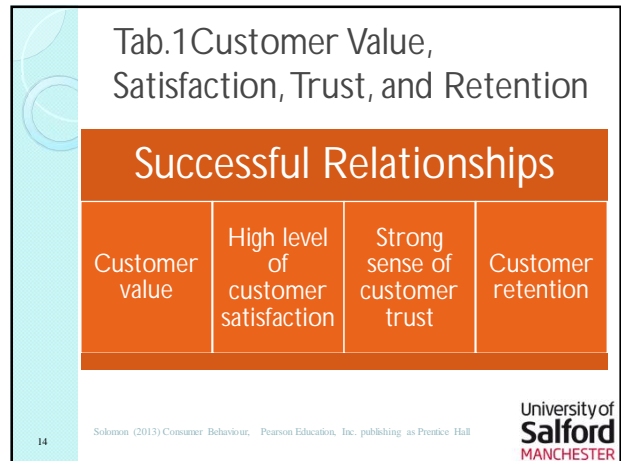 Tab.1Customer Value,
Satisfaction, Trust, and Retention
Successful Relationships
Customer
value
High level
of
customer
satisfaction
Strong
sense of
customer
trust
Customer
retention
14
Solomon (2013) Consumer Behaviour, Pearson Education, Inc. publishing as Prentice Hall
University of
Salford
MANCHESTER